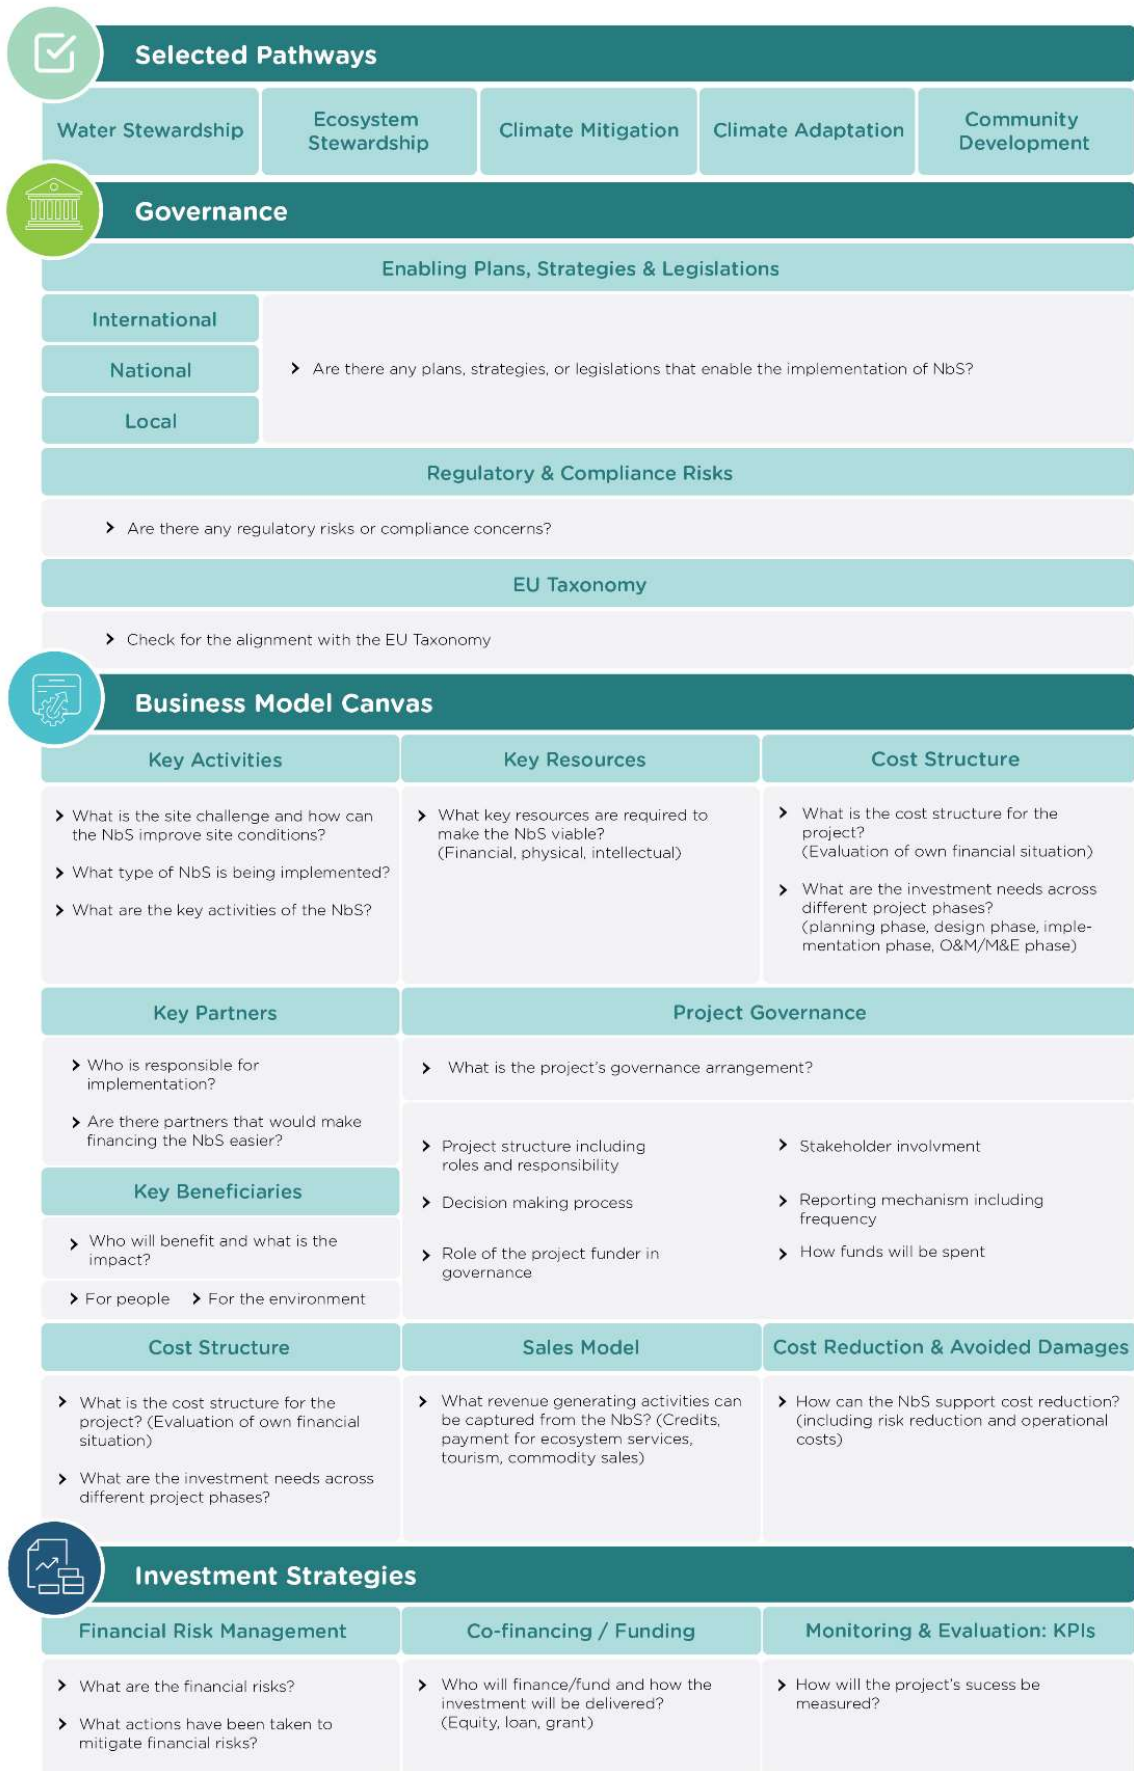 Selected Pathways
Water Stewardship
Ecosystem
Stewardship
Climate Mitigation
Climate Adaptation
Community
Development
Governance
Enabling Plans, Strategies & Legislations
International
National
Local
> Are there any plans, strategies, or legislations that enable the implementation of NbS?
Regulatory & Compliance Risks
> Are there any regulatory risks or compliance concerns?
EU Taxonomy
> Check for the alignment with the EU Taxonomy
Business Model Canvas
Key Activities
> What is the site challenge and how can
the NbS improve site conditions?
> What type of NbS is being implemented?
> What are the key activities of the NbS?
Key Resources
> What key resources are required to
make the NbS viable?
(Financial, physical, intellectual)
Cost Structure
> What is the cost structure for the
project?
(Evaluation of own financial situation)
> What are the investment needs across
different project phases?
(planning phase, design phase, imple-
mentation phase, O&M/M&E phase)
Key Partners
> Who is responsible for
implementation?
> Are there partners that would make
financing the NbS easier?
Key Beneficiaries
> Who will benefit and what is the
impact?
> For people > For the environment
Project Governance
> What is the project's governance arrangement?
> Project structure including
roles and responsibility
> Decision making process
> Role of the project funder in
governance
> Stakeholder involvment
> Reporting mechanism including
frequency
> How funds will be spent
Cost Structure
> What is the cost structure for the
project? (Evaluation of own financial
situation)
> What are the investment needs across
different project phases?
Sales Model
> What revenue generating activities can
be captured from the NbS? (Credits,
payment for ecosystem services,
tourism, commodity sales)
Cost Reduction & Avoided Damages
> How can the NbS support cost reduction?
(including risk reduction and operational
costs)
Investment Strategies
Financial Risk Management
> What are the financial risks?
> What actions have been taken to
mitigate financial risks?
Co-financing / Funding
> Who will finance/fund and how the
investment will be delivered?
(Equity, loan, grant)
Monitoring & Evaluation: KPIs
> How will the project's sucess be
measured?